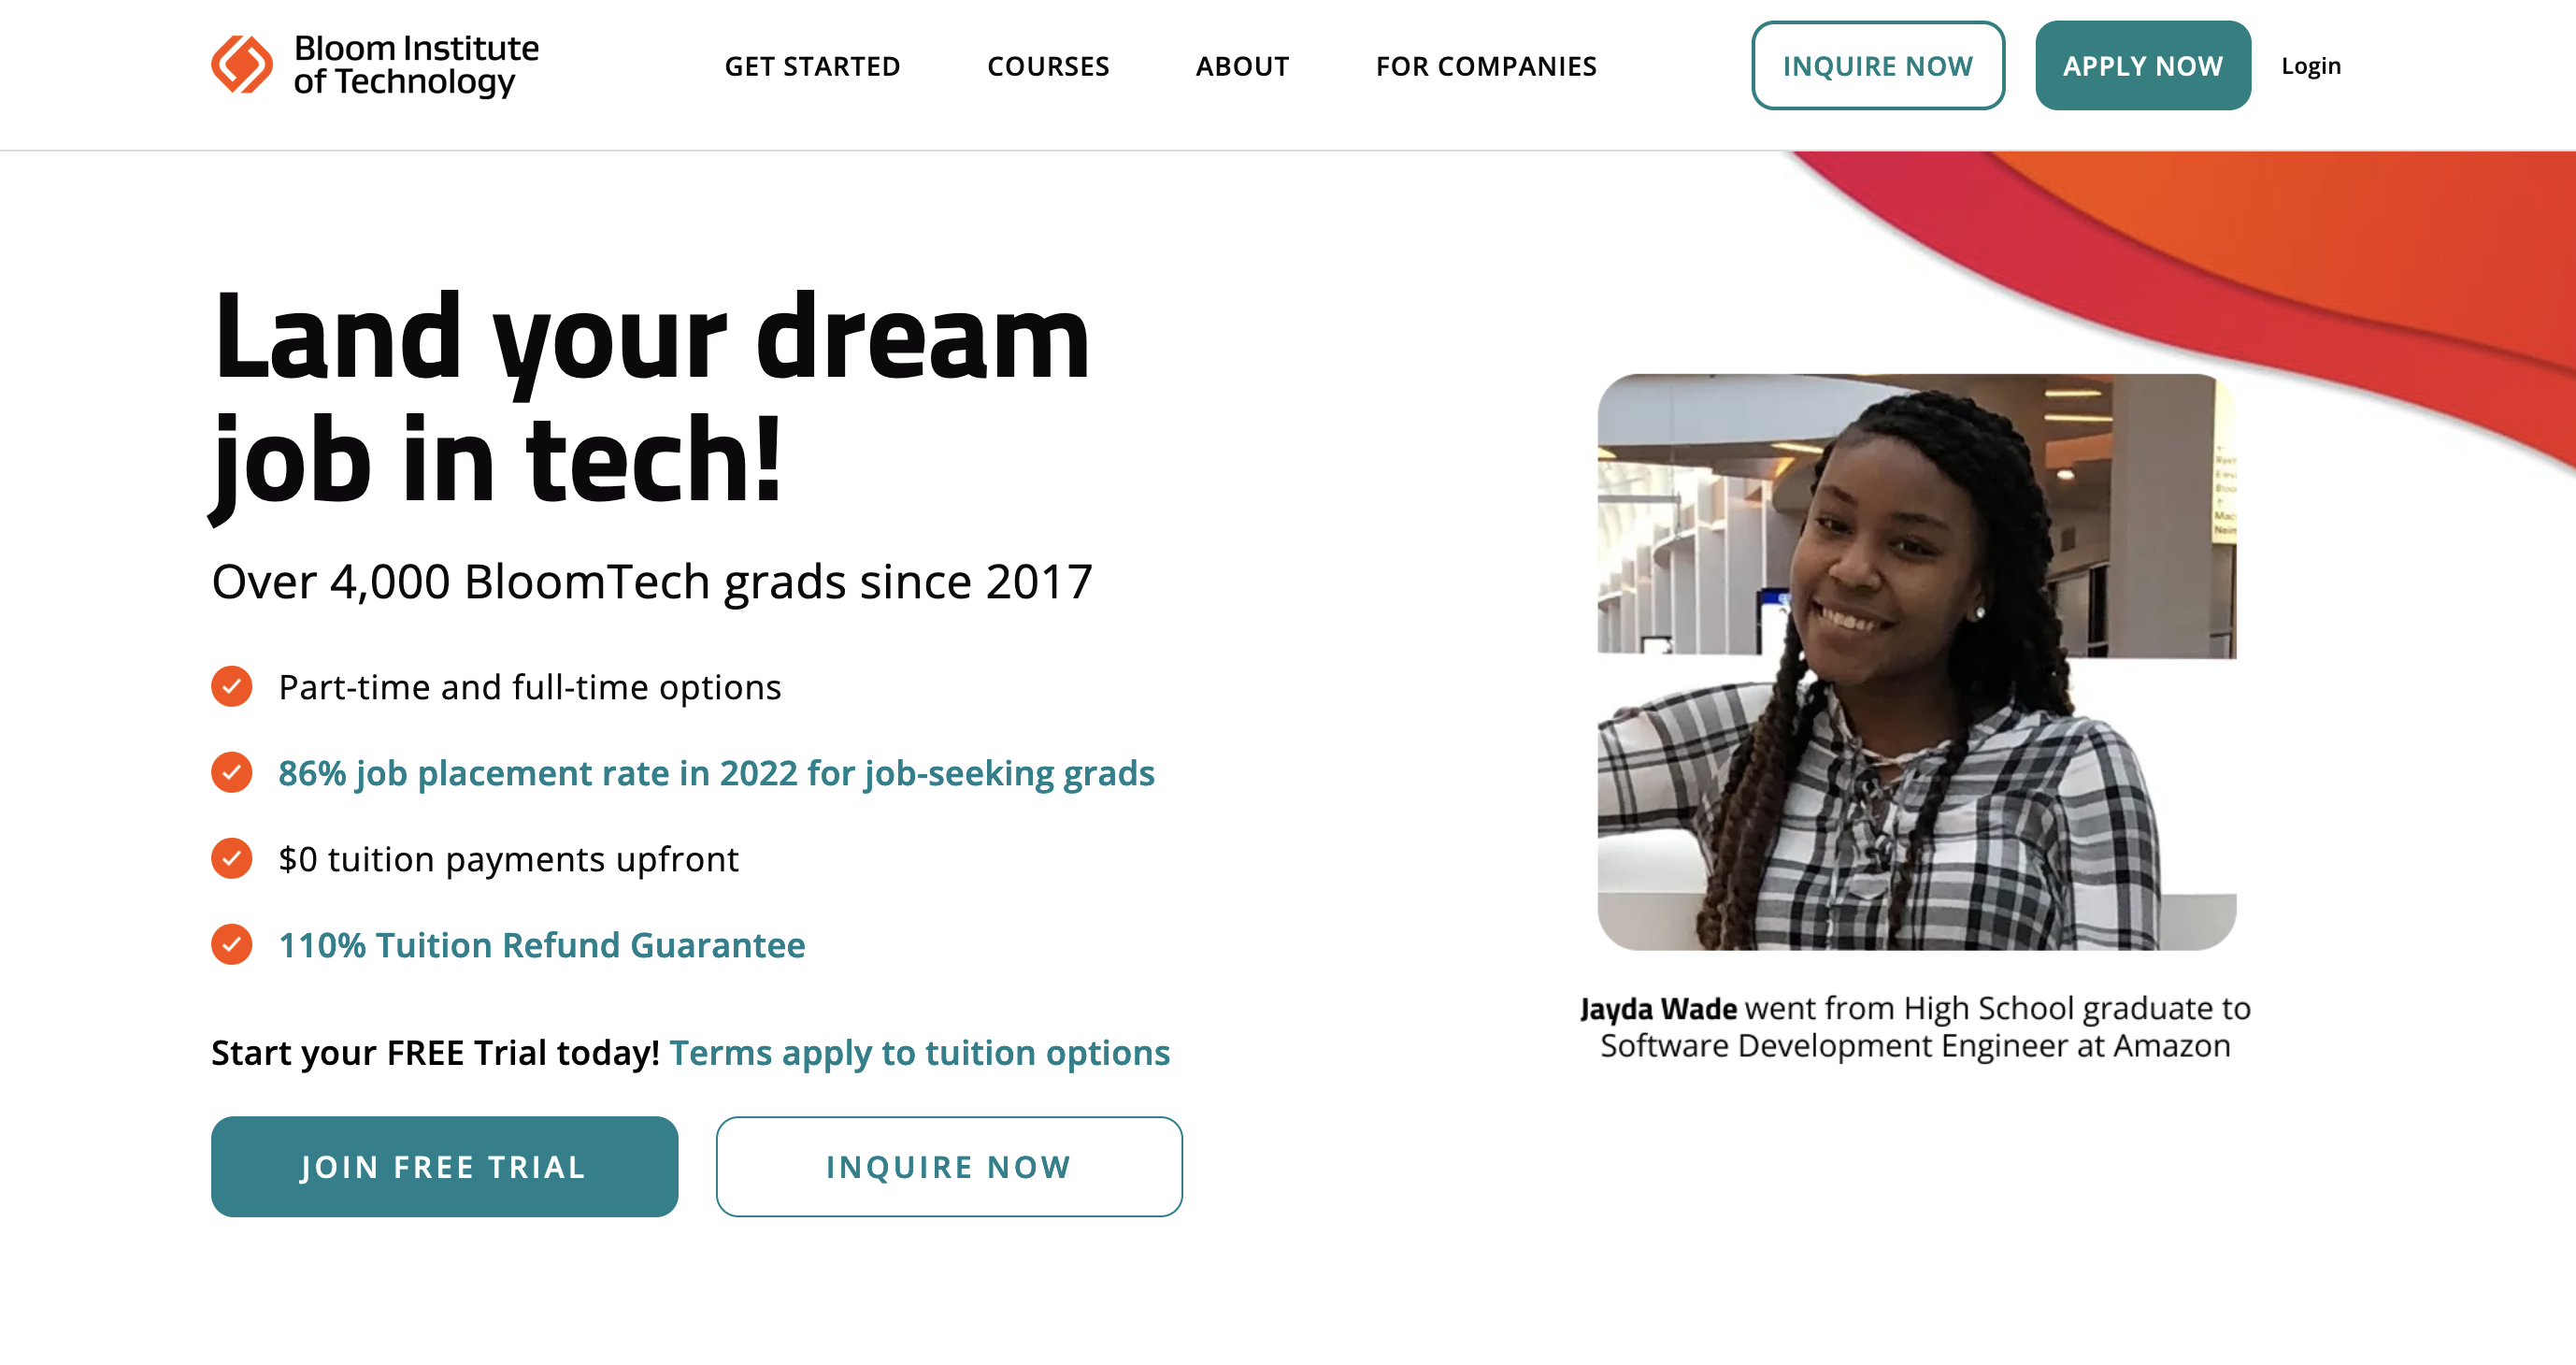 Bloom Institute
of Technology
GET STARTED
COURSES
ABOUT
FOR COMPANIES
INQUIRE NOW
APPLY NOW
Login
Land your dream
job in tech!
Over 4,000 BloomTech grads since 2017
Part-time and full-time options
86% job placement rate in 2022 for job-seeking grads
$0 tuition payments upfront
110% Tuition Refund Guarantee
Start your FREE Trial today! Terms apply to tuition options
JOIN FREE TRIAL
INQUIRE NOW
Jayda Wade went from High School graduate to
Software Development Engineer at Amazon